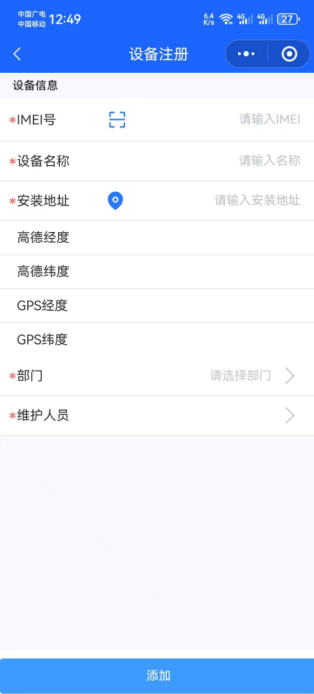 中国广电
中国移动
12:49
6.4 K/s 4G 4G 27
设备注册
设备信息
*IMEI号 请输入IMEI
*设备名称 请输入名称
*安装地址 请输入安装地址
高德经度
高德纬度
GPS经度
GPS纬度
*部门 请选择部门
*维护人员
添加